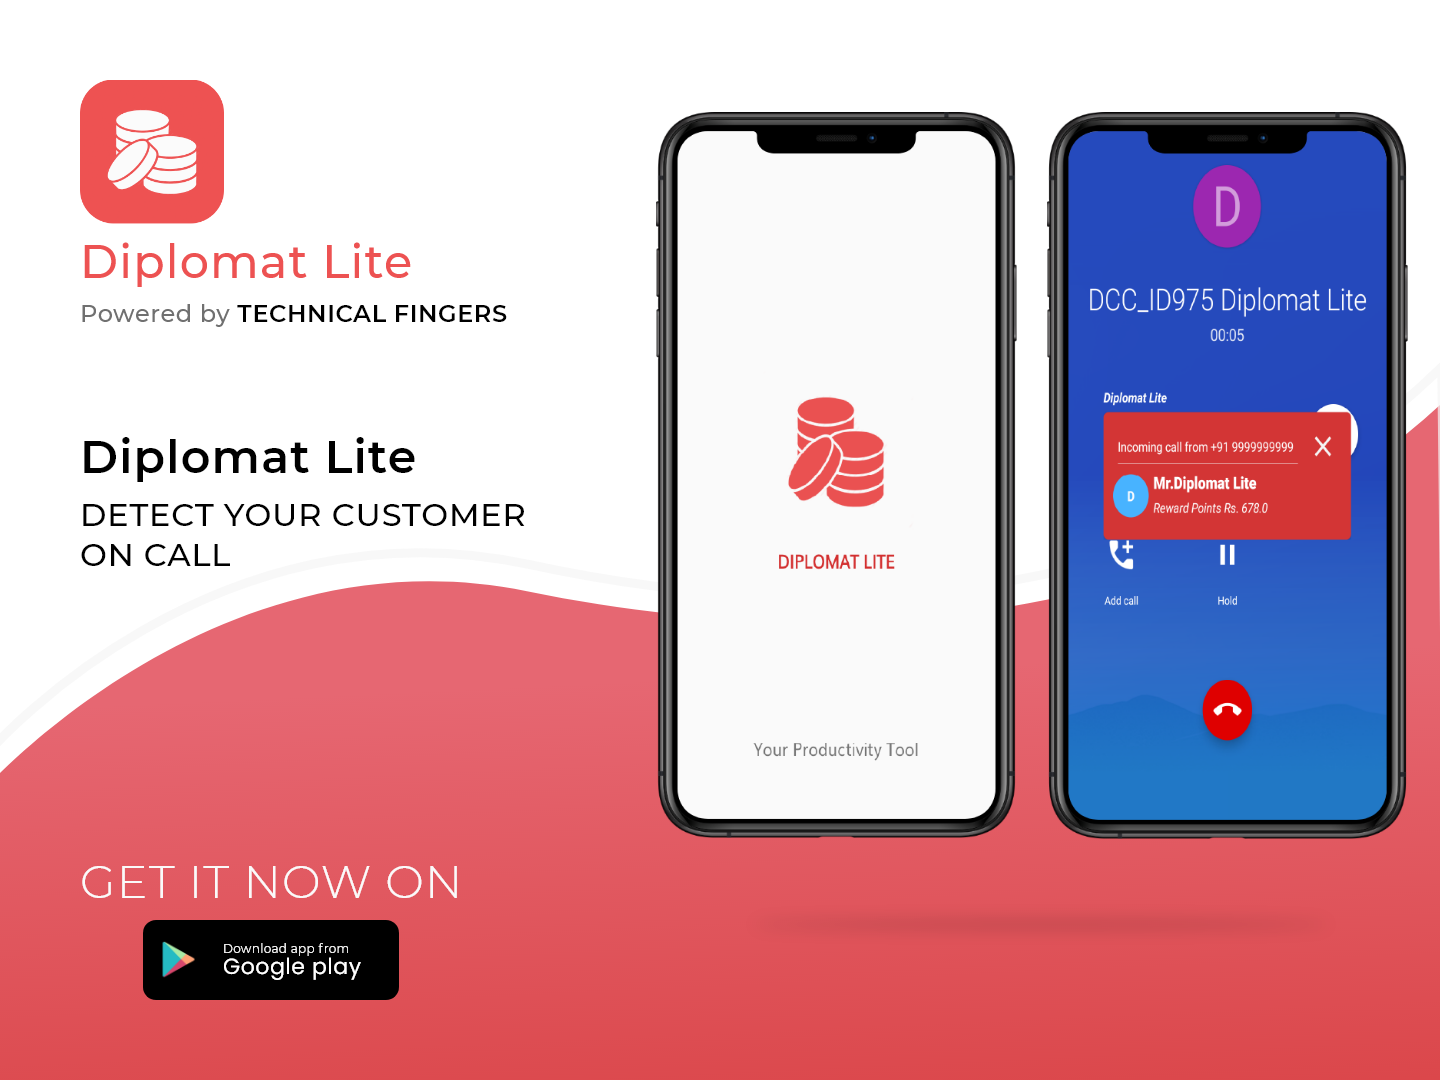 Diplomat Lite
Powered by TECHNICAL FINGERS
Diplomat Lite
DETECT YOUR CUSTOMER
ON CALL
GET IT NOW ON
Download app from
Google play
DIPLOMAT LITE
Your Productivity Tool
D
DCC_ID975 Diplomat Lite
00:05
Diplomat Lite
Incoming call from +91 9999999999
D
Mr.Diplomat Lite
Reward Points Rs. 678.0
Add call
Hold